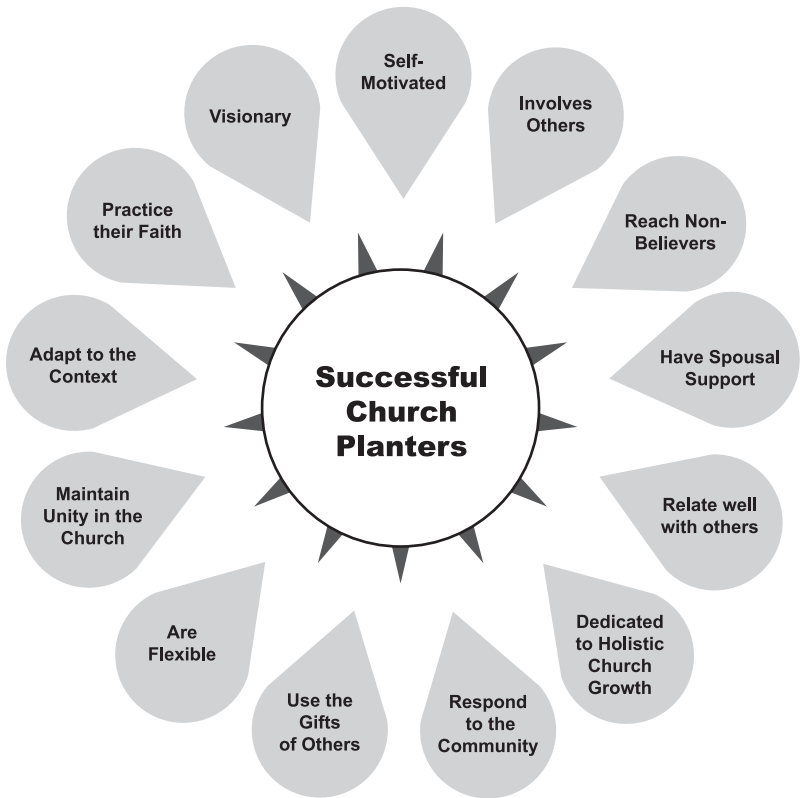 Self-
Motivated
Involves
Others
Reach Non-
Believers
Have Spousal
Support
Relate well
with others
Dedicated
to Holistic
Church
Growth
Respond
to the
Community
Use the
Gifts
of Others
Are
Flexible
Maintain
Unity in the
Church
Adapt to the
Context
Practice
their Faith
Visionary
Successful
Church
Planters